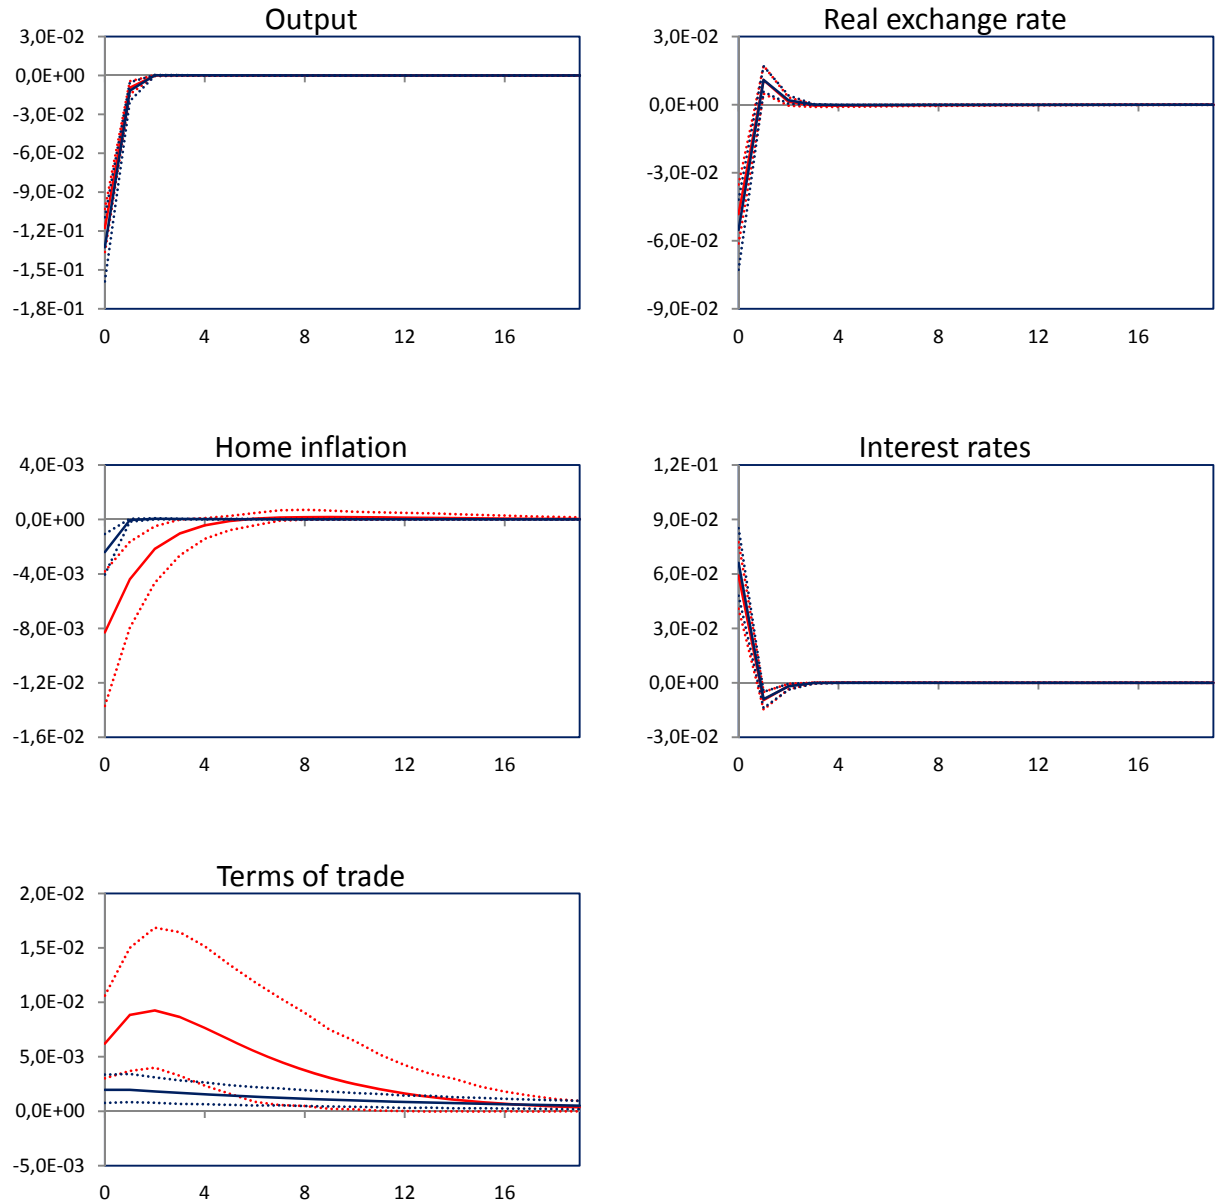 Output
3,0E-02
0,0E+00
-3,0E-02
-6,0E-02
-9,0E-02
-1,2E-01
-1,5E-01
-1,8E-01
0 4 8 12 16
Real exchange rate
3,0E-02
0,0E+00
-3,0E-02
-6,0E-02
-9,0E-02
0 4 8 12 16
Home inflation
4,0E-03
0,0E+00
-4,0E-03
-8,0E-03
-1,2E-02
-1,6E-02
0 4 8 12 16
Interest rates
1,2E-01
9,0E-02
6,0E-02
3,0E-02
0,0E+00
-3,0E-02
0 4 8 12 16
Terms of trade
2,0E-02
1,5E-02
1,0E-02
5,0E-03
0,0E+00
-5,0E-03
0 4 8 12 16